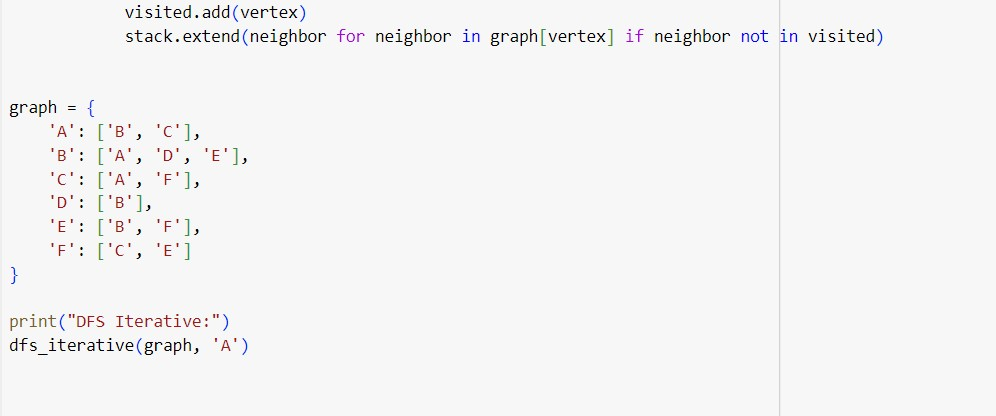 visited.add(vertex)
stack.extend(neighbor for neighbor in graph[vertex] if neighbor not in visited)
graph = {
'A': ['B', 'C'],
'B': ['A', 'D', 'E'],
'C': ['A', 'F'],
'D': ['B'],
'E': ['B', 'F'],
'F': ['C', 'E']
}
print("DFS Iterative:")
dfs_iterative(graph, 'A')